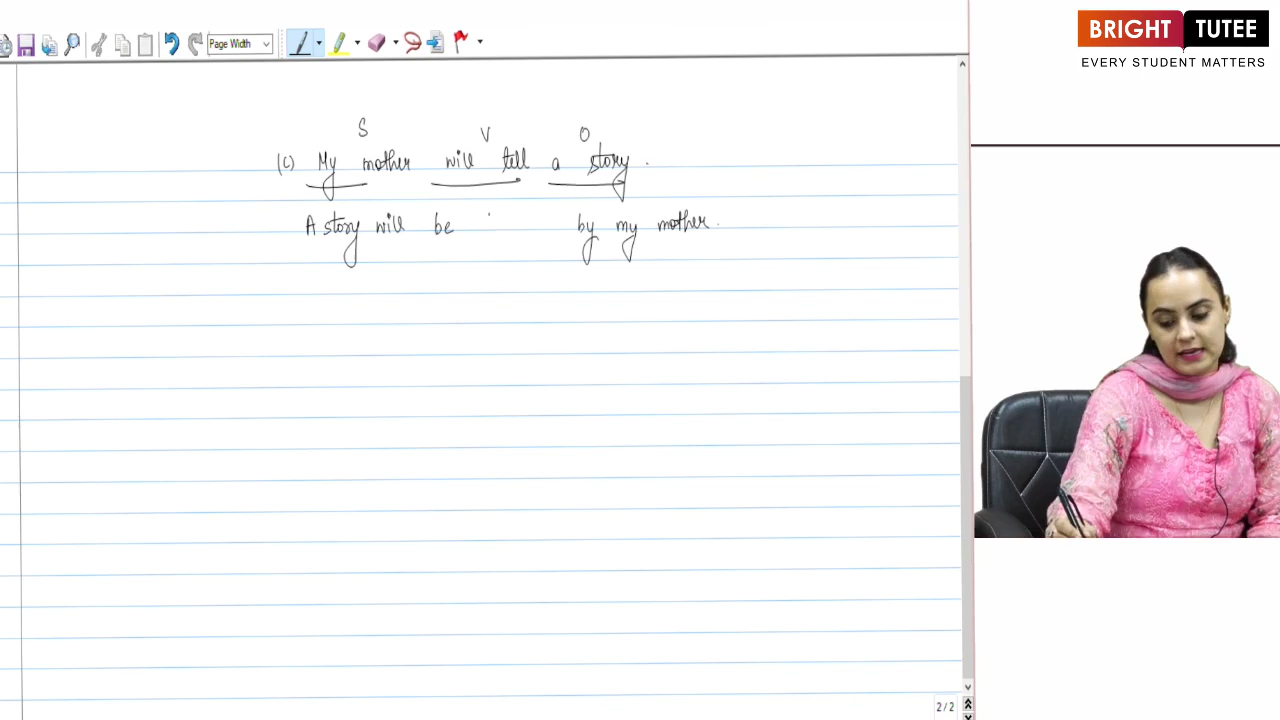 BRIGHT TUTEE
EVERY STUDENT MATTERS
Page Width
S V O
(c) My mother will tell a story.
A story will be by my mother.
2/2